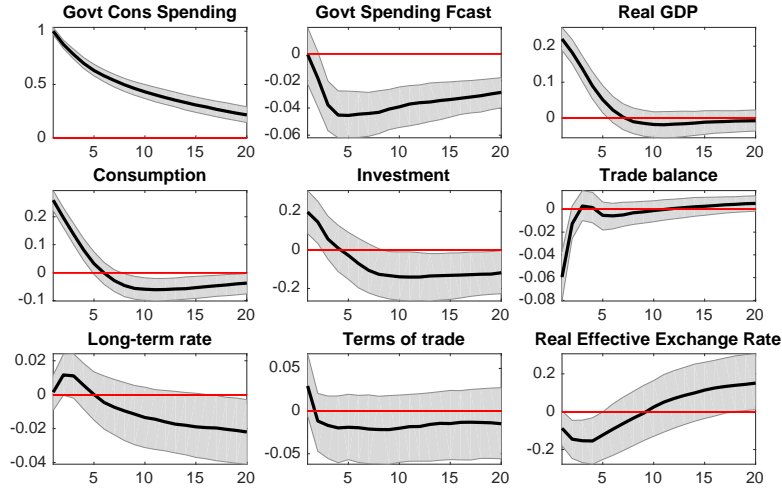 Govt Cons Spending
1
0.5
0
5 10 15 20
Govt Spending Fcast
0
-0.02
-0.04
-0.06
5 10 15 20
Real GDP
0.2
0.1
0
5 10 15 20
Consumption
0.2
0.1
0
-0.1
5 10 15 20
Investment
0.2
0
-0.2
5 10 15 20
Trade balance
0
-0.02
-0.04
-0.06
-0.08
5 10 15 20
Long-term rate
0.02
0
-0.02
-0.04
5 10 15 20
Terms of trade
0.05
0
-0.05
5 10 15 20
Real Effective Exchange Rate
0.2
0
-0.2
5 10 15 20